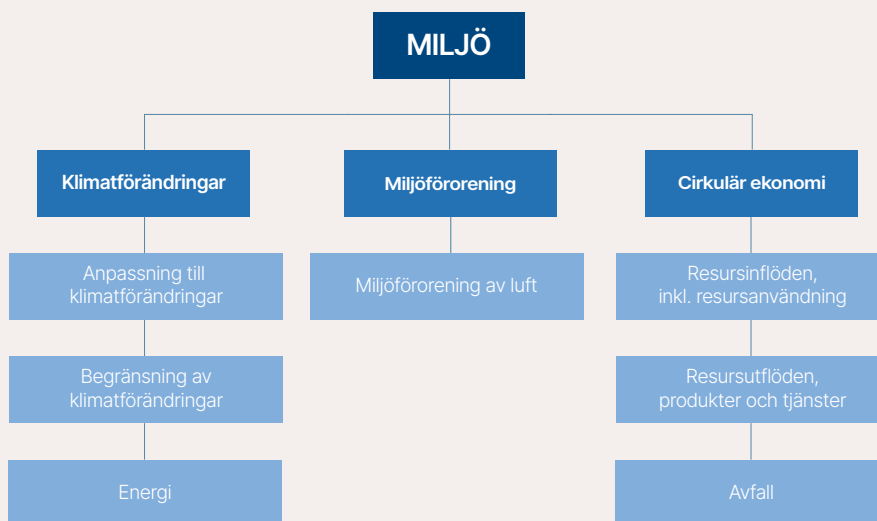 MILJÖ
Klimatförändringar
Miljöförorening
Cirkulär ekonomi
Anpassning till
klimatförändringar
Miljöförorening av luft
Resursinflöden,
inkl. resursanvändning
Begränsning av
klimatförändringar
Resursutflöden,
produkter och tjänster
Energi
Avfall